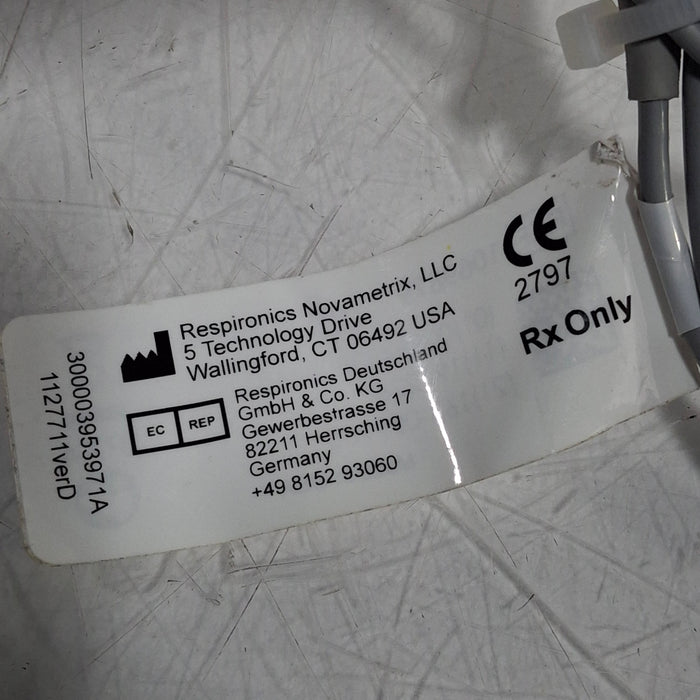 Respironics Novametrix, LLC
5 Technology Drive
Wallingford, CT 06492 USA
EC REP
Respironics Deutschland
GmbH & Co. KG
Gewerbestrasse 17
82211 Herrsching
Germany
+49 8152 93060
CE
2797
Rx Only
300003953971A
1127711verD